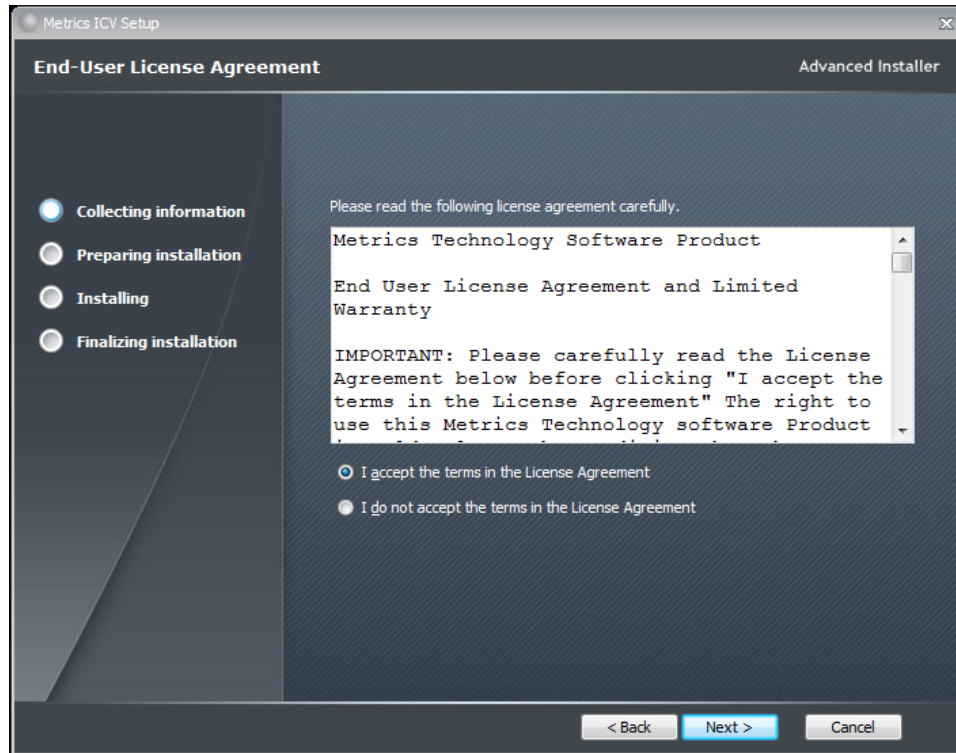 Metrics ICV Setup
End-User License Agreement
Advanced Installer
Collecting information
Preparing installation
Installing
Finalizing installation
Please read the following license agreement carefully.
Metrics Technology Software Product
End User License Agreement and Limited
Warranty
IMPORTANT: Please carefully read the License
Agreement below before clicking "I accept the
terms in the License Agreement" The right to
use this Metrics Technology software Product
I accept the terms in the License Agreement
I do not accept the terms in the License Agreement
< Back
Next >
Cancel